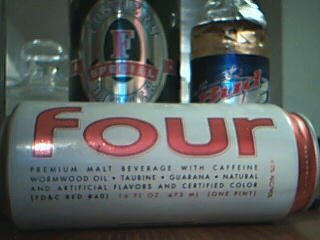 F
SPECIAL
Bud
four
PREMIUM MALT BEVERAGE WITH CAFFEINE
WORMWOOD OIL • TAURINE • GUARANA • NATURAL
AND ARTIFICIAL FLAVORS AND CERTIFIED COLOR
(FD&C RED #40) 16 FL OZ 473 ML (ONE PINT)